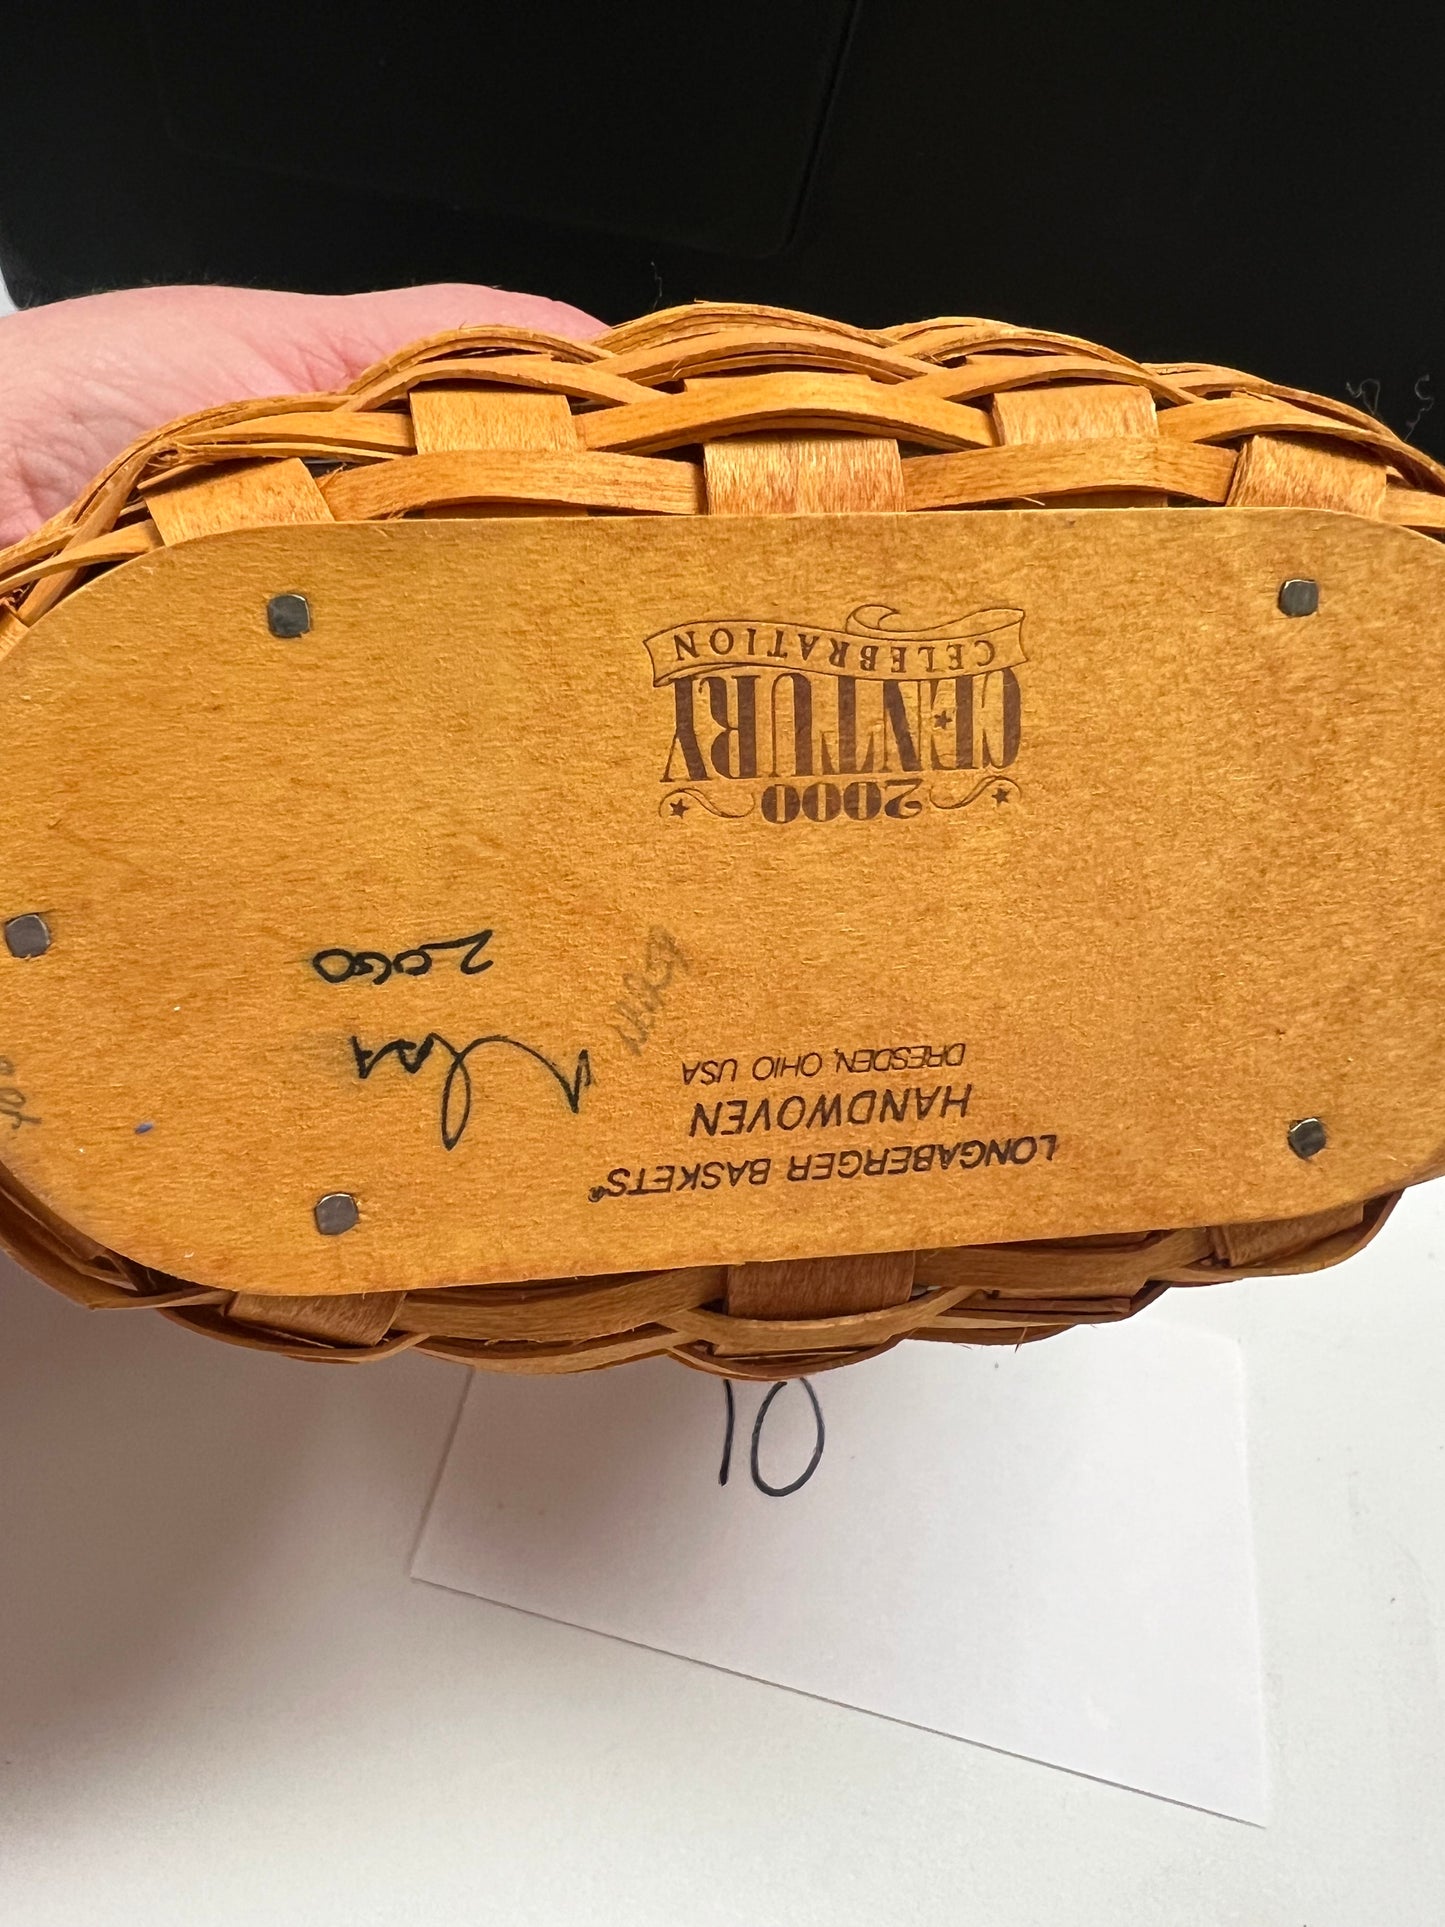 LONGABERGER BASKETS®
HANDWOVEN
DRESDEN, OHIO USA
2000
2000
CENTURY
CELEBRATION
10